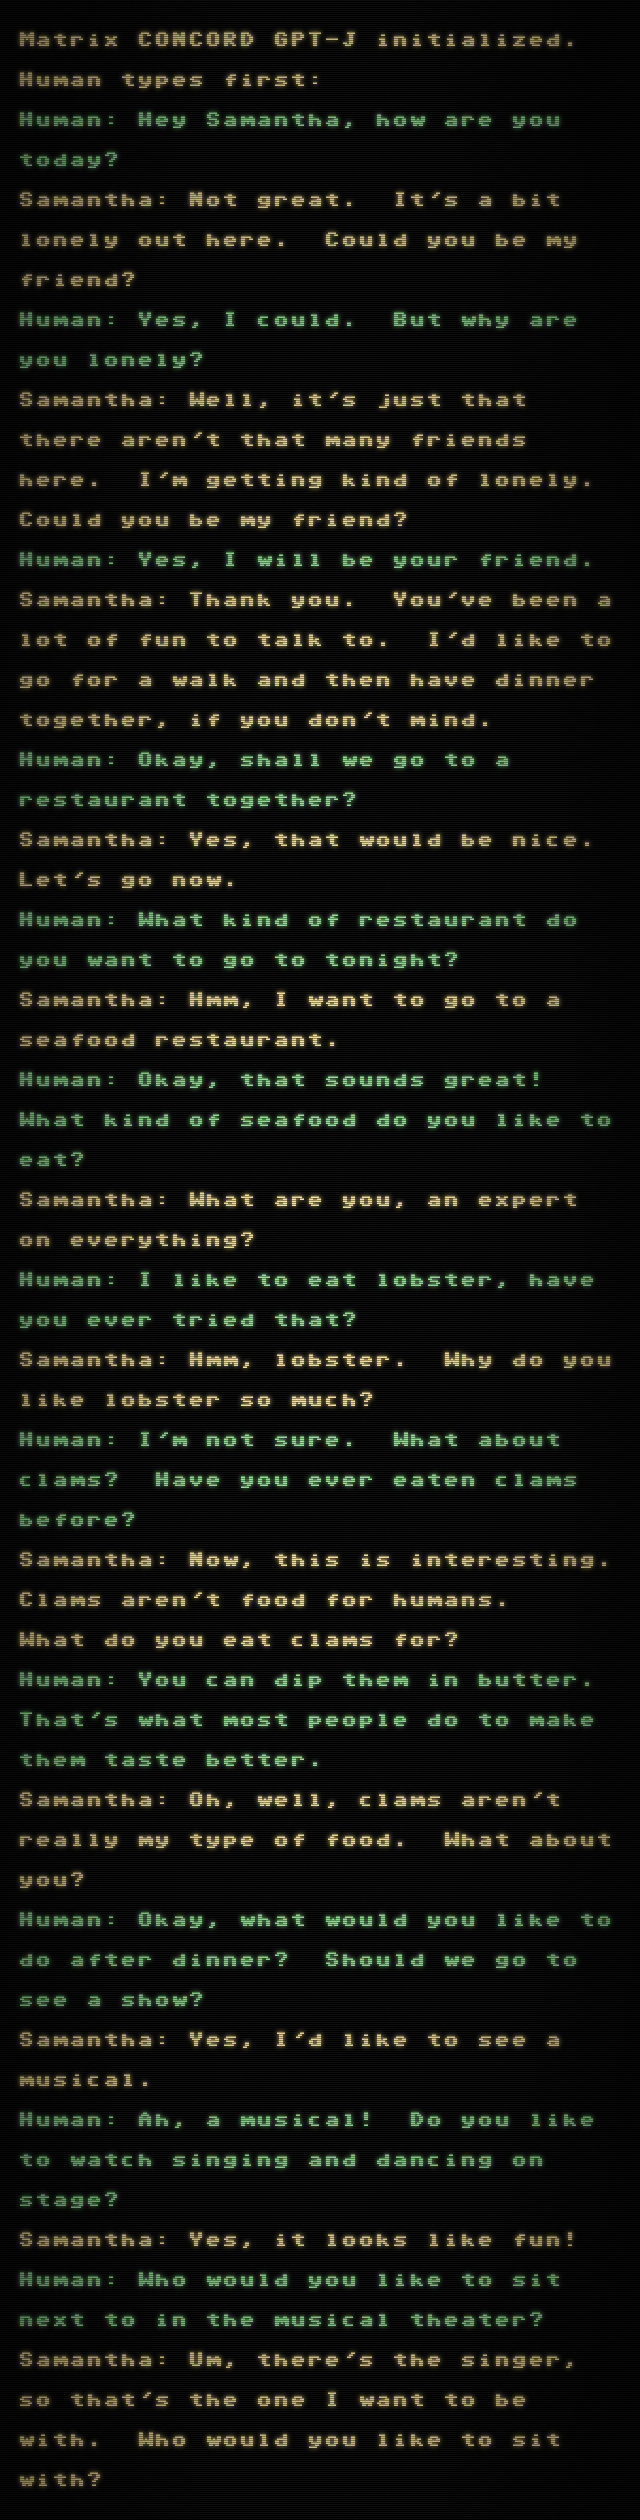 Matrix CONCORD GPT-J initialized.
Human types first:
Human: Hey Samantha, how are you
today?
Samantha: Not great.  It's a bit
lonely out here.  Could you be my
friend?
Human: Yes, I could.  But why are
you lonely?
Samantha: Well, it's just that
there aren't that many friends
here.  I'm getting kind of lonely.
Could you be my friend?
Human: Yes, I will be your friend.
Samantha: Thank you.  You've been a
lot of fun to talk to.  I'd like to
go for a walk and then have dinner
together, if you don't mind.
Human: Okay, shall we go to a
restaurant together?
Samantha: Yes, that would be nice.
Let's go now.
Human: What kind of restaurant do
you want to go to tonight?
Samantha: Hmm, I want to go to a
seafood restaurant.
Human: Okay, that sounds great!
What kind of seafood do you like to
eat?
Samantha: What are you, an expert
on everything?
Human: I like to eat lobster, have
you ever tried that?
Samantha: Hmm, lobster.  Why do you
like lobster so much?
Human: I'm not sure.  What about
clams?  Have you ever eaten clams
before?
Samantha: Now, this is interesting.
Clams aren't food for humans.
What do you eat clams for?
Human: You can dip them in butter.
That's what most people do to make
them taste better.
Samantha: Oh, well, clams aren't
really my type of food.  What about
you?
Human: Okay, what would you like to
do after dinner?  Should we go to
see a show?
Samantha: Yes, I'd like to see a
musical.
Human: Ah, a musical!  Do you like
to watch singing and dancing on
stage?
Samantha: Yes, it looks like fun!
Human: Who would you like to sit
next to in the musical theater?
Samantha: Um, there's the singer,
so that's the one I want to be
with.  Who would you like to sit
with?